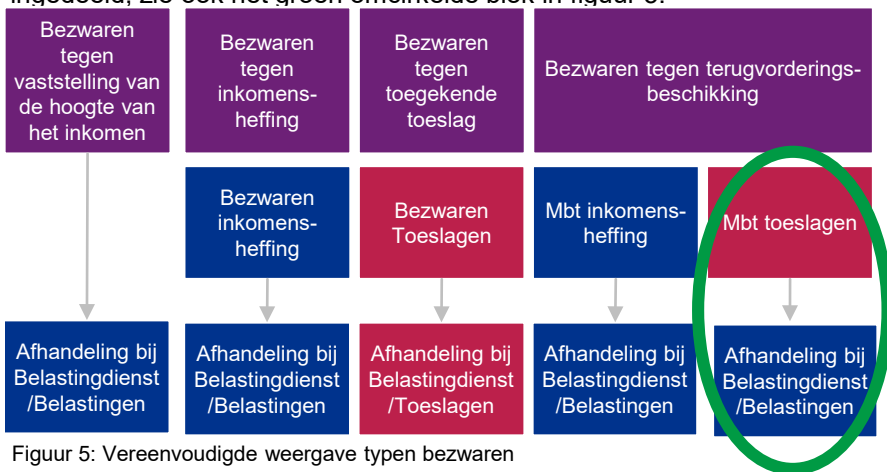 ingedeeld, zie ook het groen omcirkelde blok in figuur 5.
Bezwaren
tegen
vaststelling van
de hoogte van
het inkomen
Bezwaren
tegen
inkomens-
heffing
Bezwaren
tegen
toegekende
toeslag
Bezwaren tegen terugvorderings-
beschikking
Bezwaren
inkomens-
heffing
Bezwaren
Toeslagen
Mbt inkomens-
heffing
Mbt toeslagen
Afhandeling bij
Belastingdienst
/Belastingen
Afhandeling bij
Belastingdienst
/Belastingen
Afhandeling bij
Belastingdienst
/Toeslagen
Afhandeling bij
Belastingdienst
/Belastingen
Afhandeling bij
Belastingdienst
/Belastingen
Figuur 5: Vereenvoudigde weergave typen bezwaren